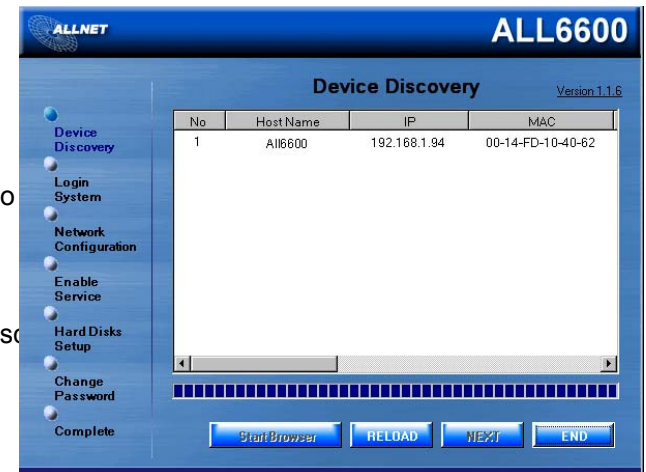 ALLNET
ALL6600
Device Discovery
Version 1.1.6
No Host Name IP MAC
1 All6600 192.168.1.94 00-14-FD-10-40-62
Device
Discovery
Login
System
o
Network
Configuration
Enable
Service
Hard Disks
Setup
Change
Password
Complete
Start Browser RELOAD NEXT END